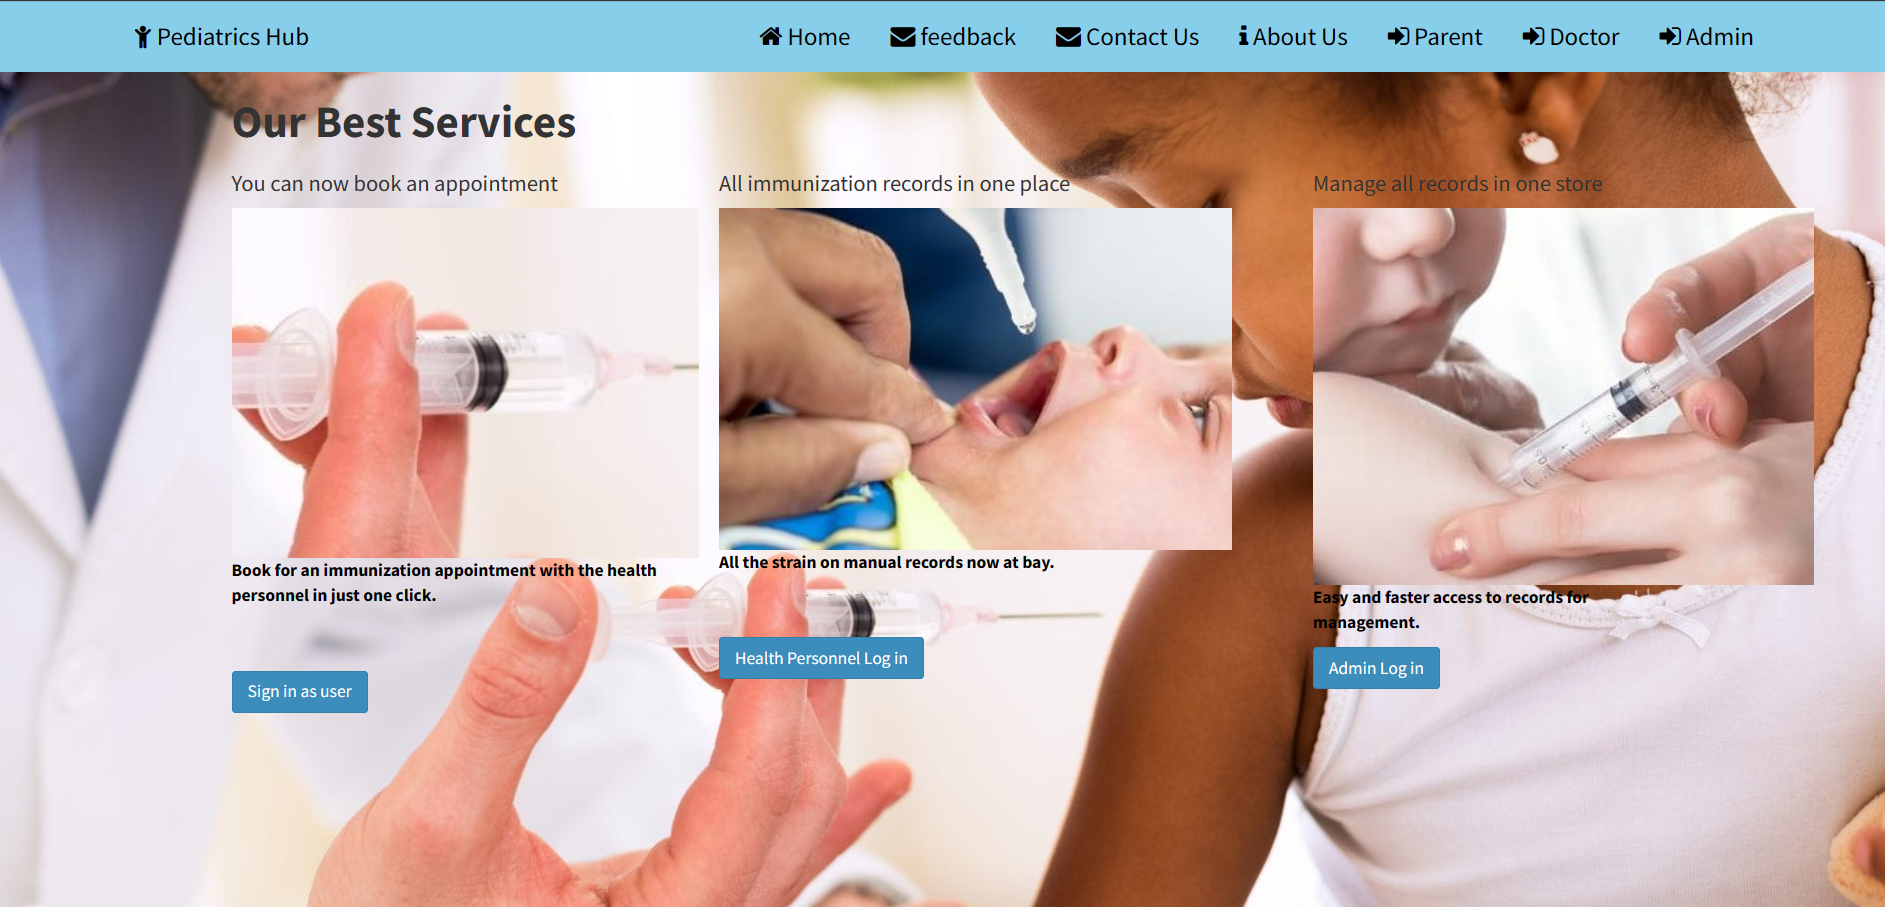 Pediatrics Hub
Home
feedback
Contact Us
About Us
Parent
Doctor
Admin
Our Best Services
You can now book an appointment
Book for an immunization appointment with the health
personnel in just one click.
Sign in as user
All immunization records in one place
All the strain on manual records now at bay.
Health Personnel Log in
Manage all records in one store
Easy and faster access to records for
management.
Admin Log in